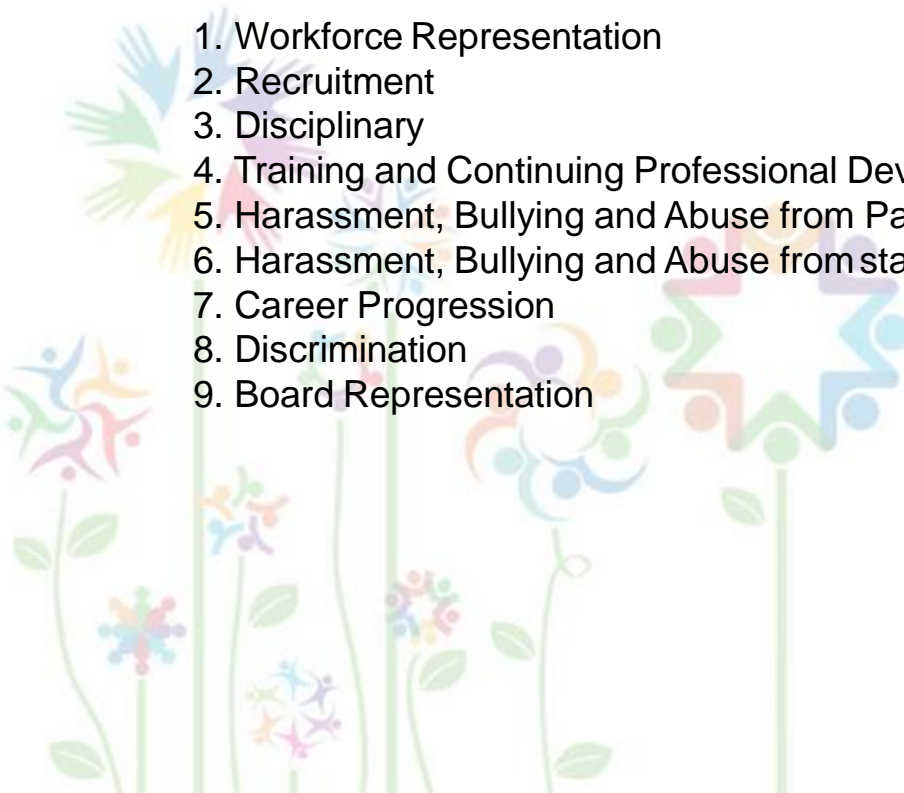 1. Workforce Representation
2. Recruitment
3. Disciplinary
4. Training and Continuing Professional
5. Harassment, Bullying and Abuse from
6. Harassment, Bullying and Abuse from
7. Career Progression
8. Discrimination
9. Board Representation